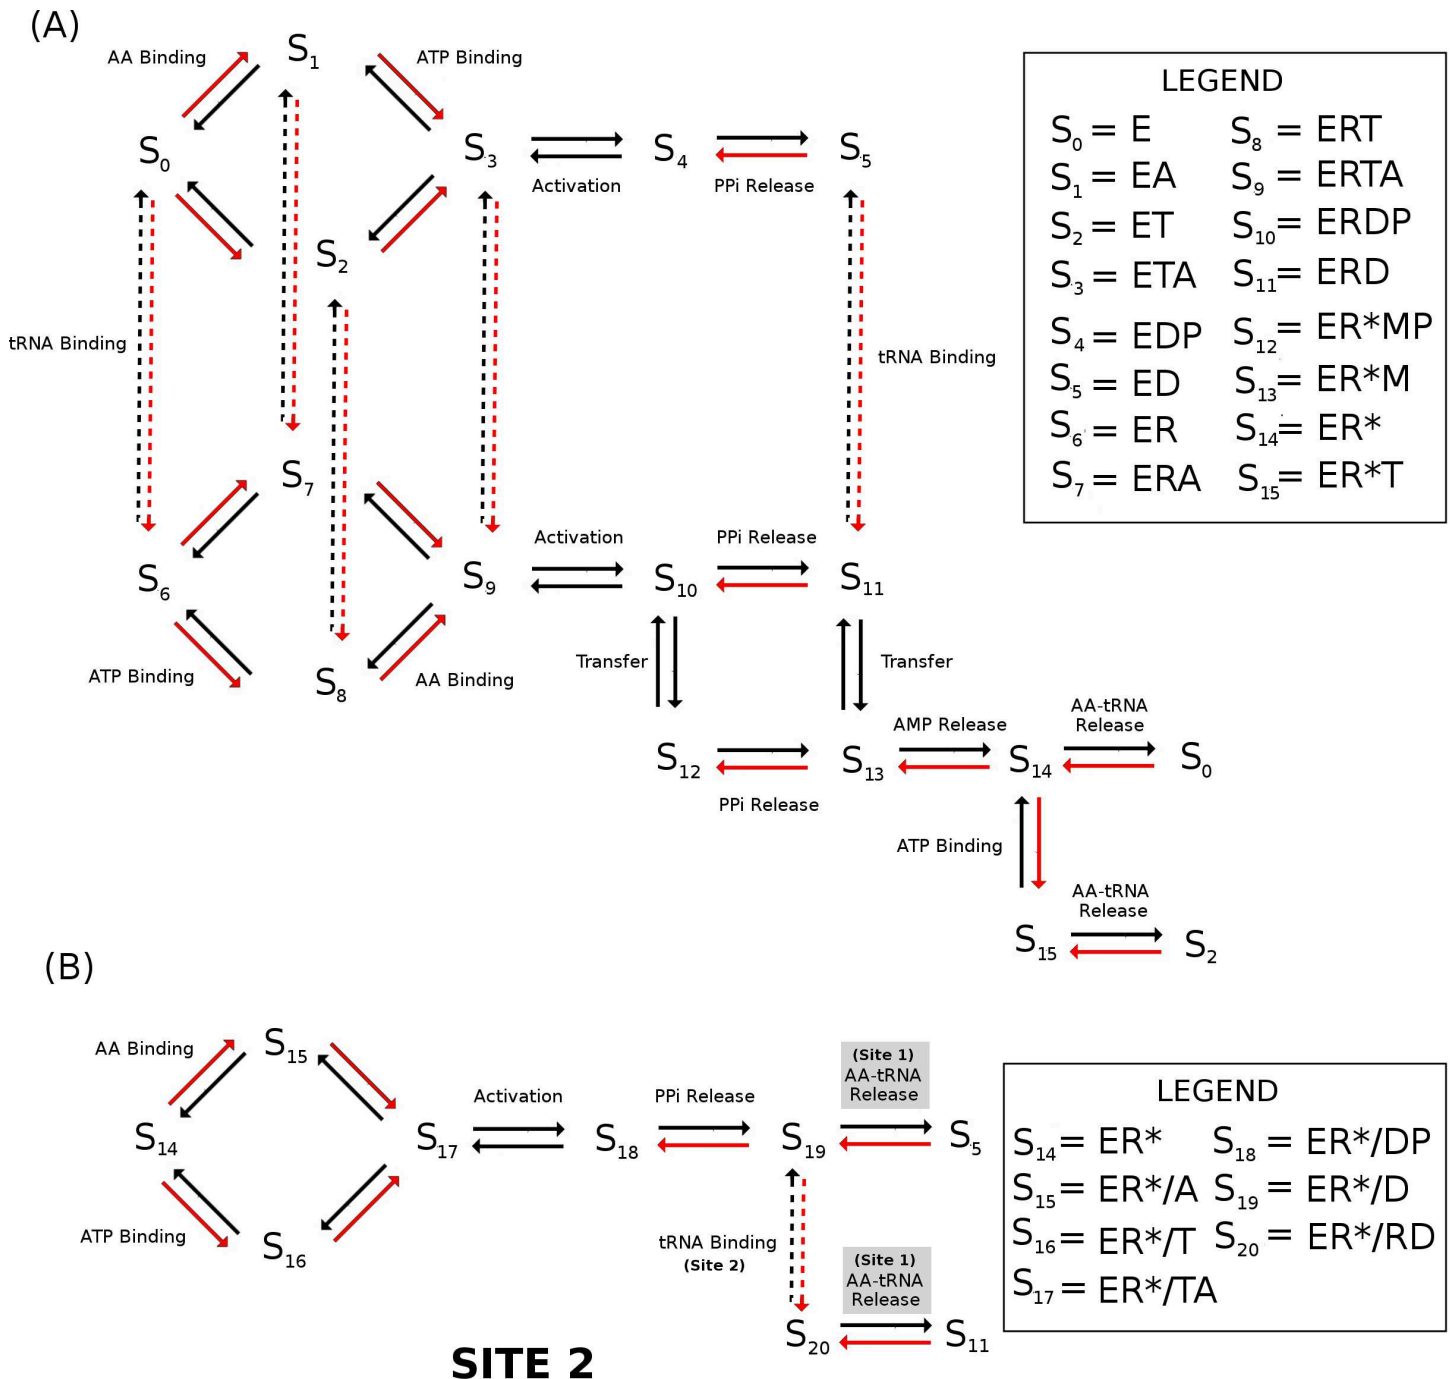 (A)
AA Binding
S1
ATP Binding
S0
S3
S4
S5
Activation
PPi Release
S2
tRNA Binding
tRNA Binding
S7
Activation
PPi Release
S6
S9
S10
S11
ATP Binding
S8
AA Binding
Transfer
Transfer
AMP Release
AA-tRNA
Release
S12
S13
S14
S0
PPi Release
ATP Binding
AA-tRNA
Release
S15
S2
LEGEND
S0 = E
S8 = ERT
S1 = EA
S9 = ERTA
S2 = ET
S10 = ERDP
S3 = ETA
S11 = ERD
S4 = EDP
S12 = ER*MP
S5 = ED
S13 = ER*M
S6 = ER
S14 = ER*
S7 = ERA
S15 = ER*T
(B)
AA Binding
S15
Activation
PPi Release
(Site 1)
AA-tRNA
Release
S14
S17
S18
S19
S5
ATP Binding
S16
tRNA Binding
(Site 2)
(Site 1)
AA-tRNA
Release
S20
S11
SITE 2
LEGEND
S14 = ER*
S18 = ER*/DP
S15 = ER*/A
S19 = ER*/D
S16 = ER*/T
S20 = ER*/RD
S17 = ER*/TA